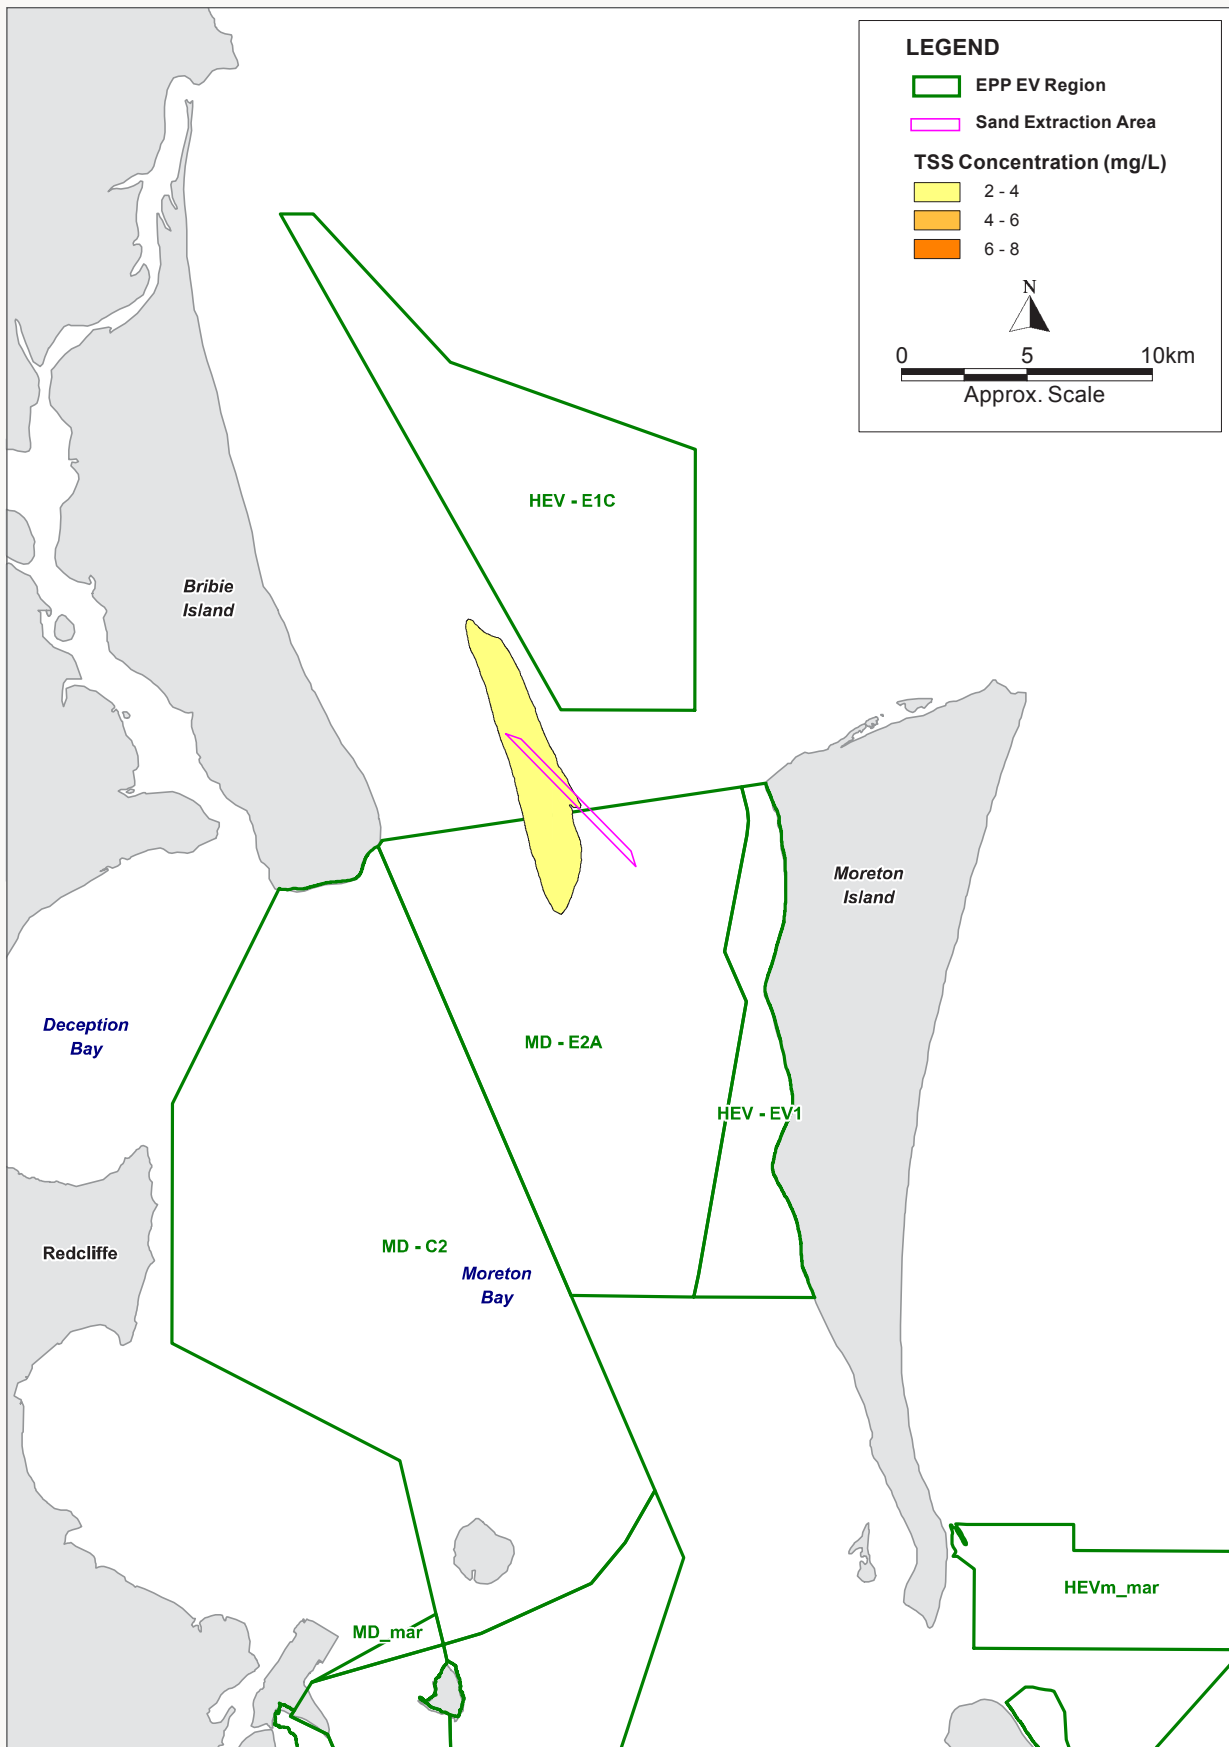 LEGEND
EPP EV Region
Sand Extraction Area
TSS Concentration (mg/L)
2 - 4
4 - 6
6 - 8
N
0 5 10km
Approx. Scale
HEV - E1C
Bribie
Island
Moreton
Island
Deception
Bay
MD - E2A
HEV - EV1
Redcliffe
MD - C2
Moreton
Bay
HEVm_mar
MD_mar